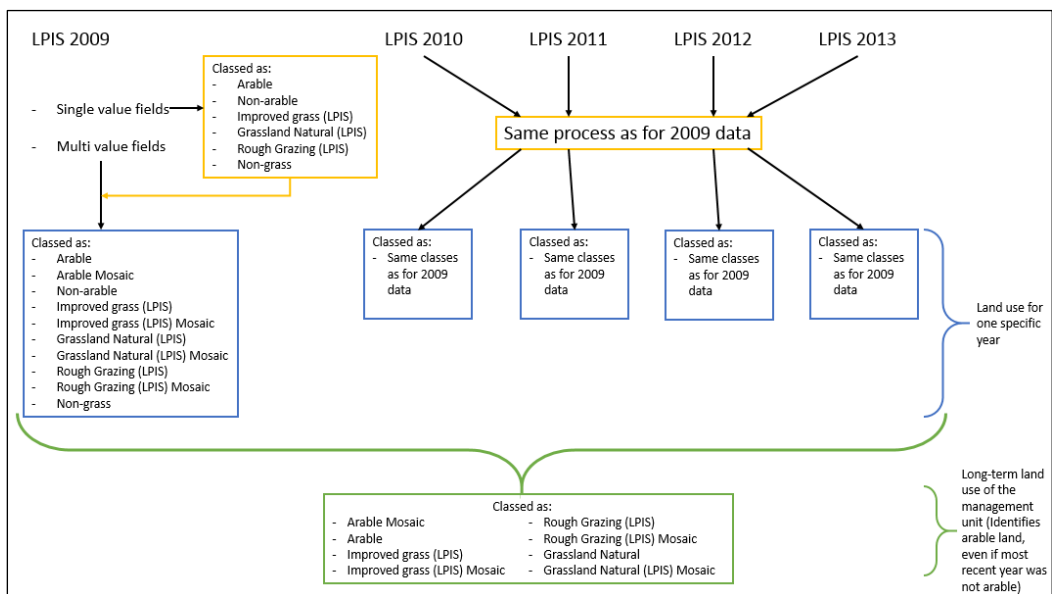 LPIS 2009
LPIS 2010
LPIS 2011
LPIS 2012
LPIS 2013
- Single value fields
- Multi value fields
Classed as:
- Arable
- Non-arable
- Improved grass (LPIS)
- Grassland Natural (LPIS)
- Rough Grazing (LPIS)
- Non-grass
Same process as for 2009 data
Classed as:
- Arable
- Arable Mosaic
- Non-arable
- Improved grass (LPIS)
- Improved grass (LPIS) Mosaic
- Grassland Natural (LPIS)
- Grassland Natural (LPIS) Mosaic
- Rough Grazing (LPIS)
- Rough Grazing (LPIS) Mosaic
- Non-grass
Classed as:
- Same classes
as for 2009
data
Classed as:
- Same classes
as for 2009
data
Classed as:
- Same classes
as for 2009
data
Classed as:
- Same classes
as for 2009
data
Land use for
one specific
year
Classed as:
- Arable Mosaic
- Arable
- Improved grass (LPIS)
- Improved grass (LPIS) Mosaic
- Rough Grazing (LPIS)
- Rough Grazing (LPIS) Mosaic
- Grassland Natural
- Grassland Natural (LPIS) Mosaic
Long-term land
use of the
management
unit (Identifies
arable land,
even if most
recent year was
not arable)